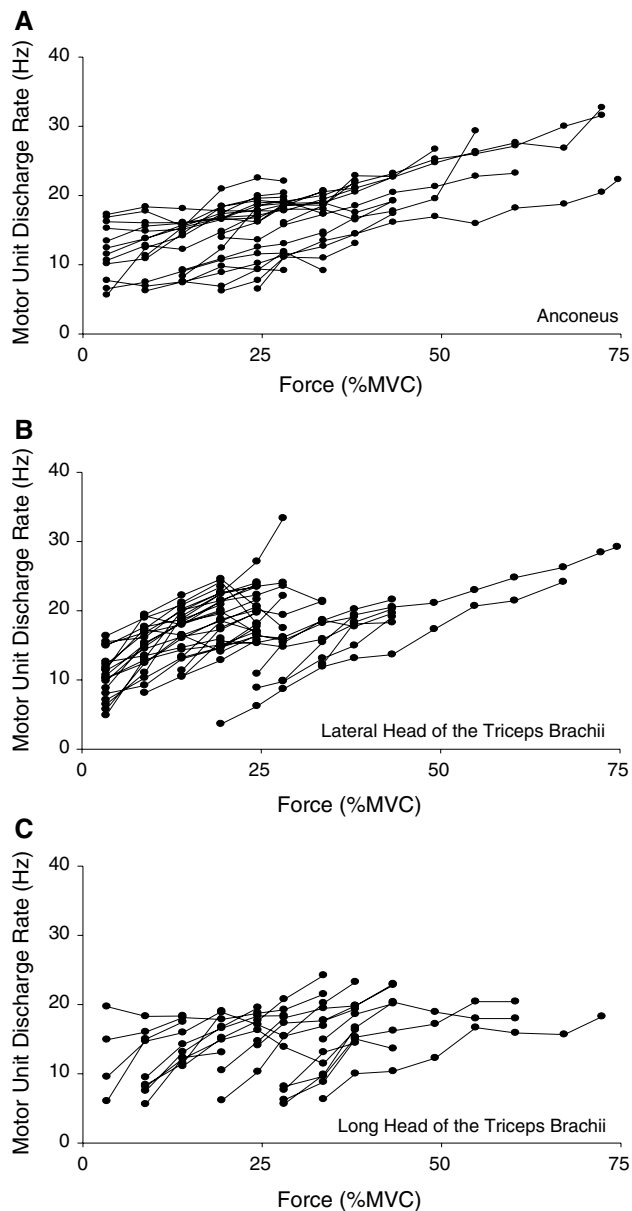 A
Motor Unit Discharge Rate (Hz)
40
30
20
10
0
0 25 50 75
Anconeus
Force (%MVC)
B
Motor Unit Discharge Rate (Hz)
40
30
20
10
0
0 25 50 75
Lateral Head of the Triceps Brachii
Force (%MVC)
C
Motor Unit Discharge Rate (Hz)
40
30
20
10
0
0 25 50 75
Long Head of the Triceps Brachii
Force (%MVC)